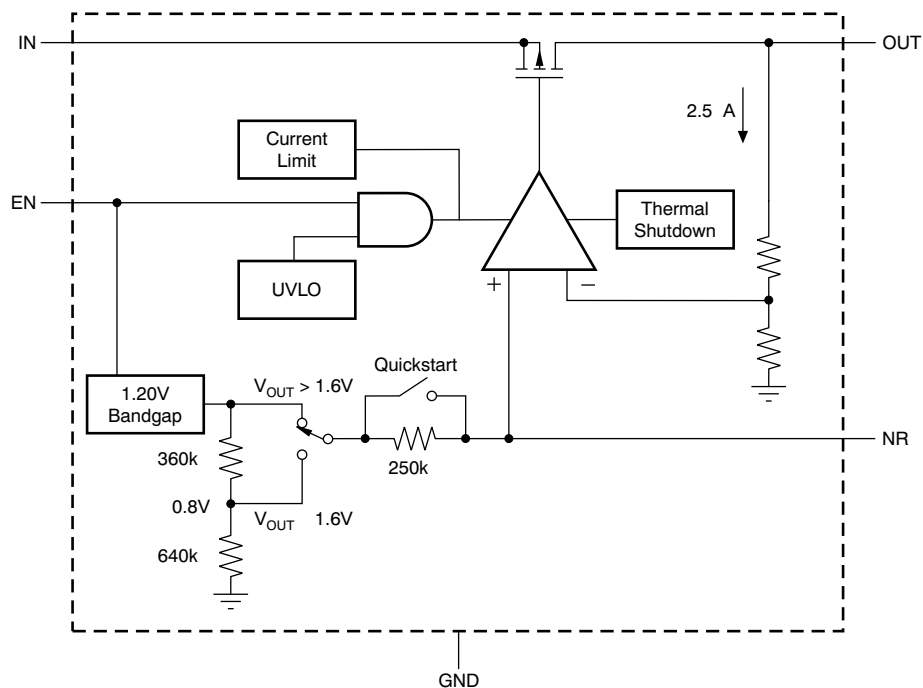 IN
OUT
2.5 A
Current
Limit
EN
Thermal
Shutdown
UVLO
+
−
Quickstart
1.20V
Bandgap
VOUT > 1.6V
360k
250k
NR
0.8V
VOUT 1.6V
640k
GND